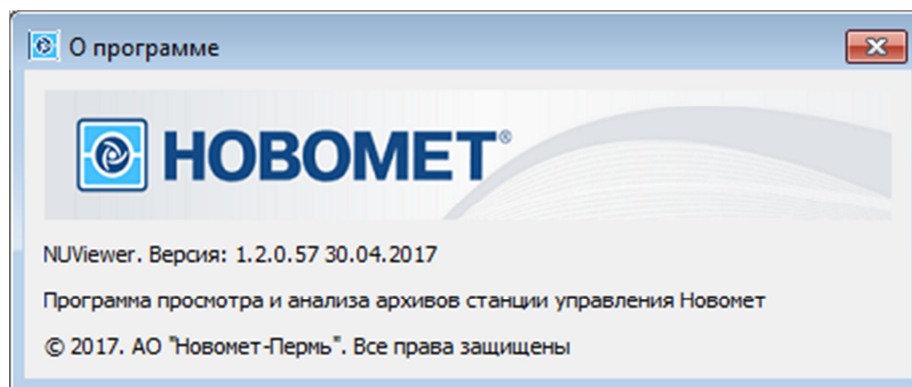 О программе
НОВОМЕТ®
NUViewer. Версия: 1.2.0.57 30.04.2017
Программа просмотра и анализа архивов станции управления Новомет
© 2017. АО "Новомет-Пермь". Все права защищены